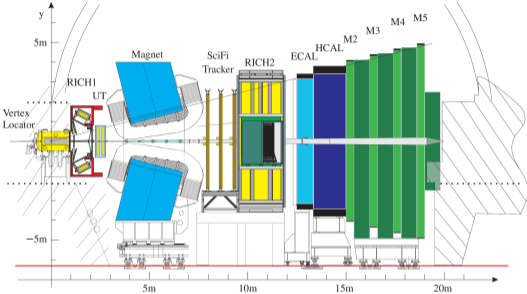 y
5m
−5m
Vertex
Locator
RICH1
UT
Magnet
SciFi
Tracker
RICH2
ECAL
HCAL
M2
M3
M4
M5
5m
10m
15m
20m